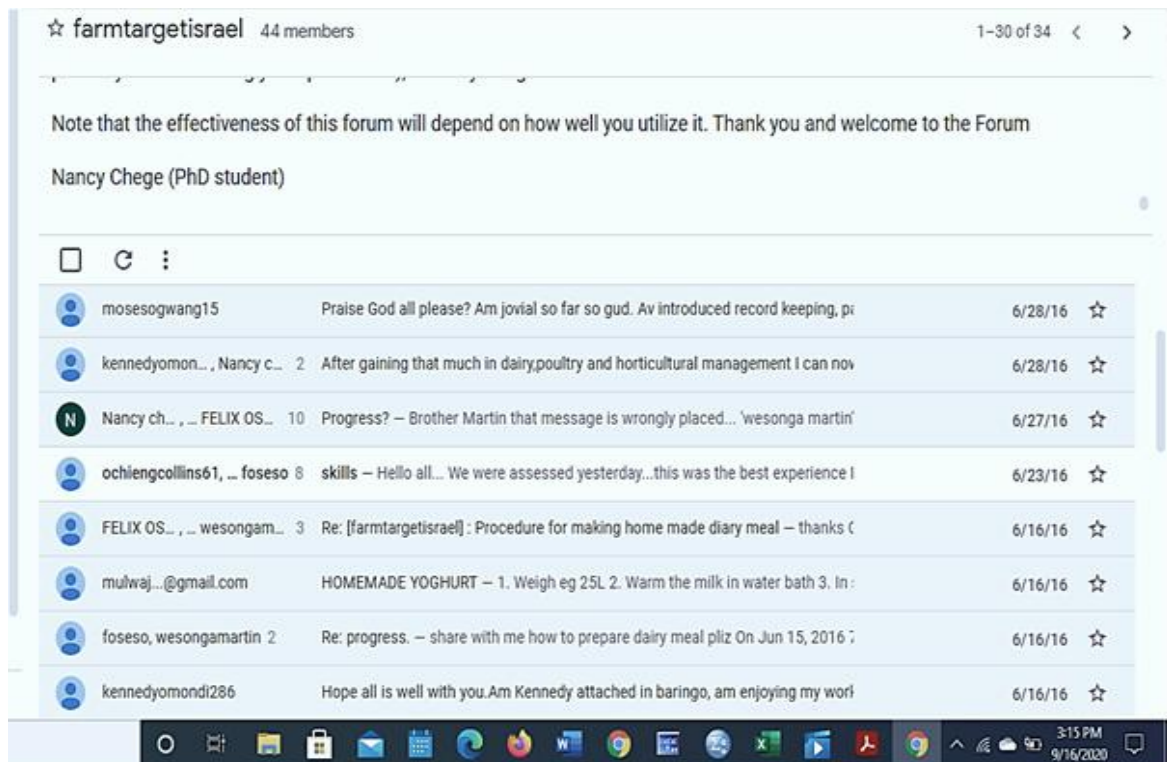 farmtargetisrael 44 members 1–30 of 34
Note that the effectiveness of this forum will depend on how well you utilize it. Thank you and welcome to the Forum
Nancy Chege (PhD student)
mosesogwang15 Praise God all please? Am jovial so far so gud. Av introduced record keeping, 6/28/16
kennedyomon... , Nancy c... 2 After gaining that much in dairy,poultry and horticultural management I can now 6/28/16
N Nancy ch... , ... FELIX OS... 10 Progress? – Brother Martin that message is wrongly placed... 'wesonga martin' 6/27/16
ochiengcollins61, ... foseso 8 skills – Hello all... We were assessed yesterday...this was the best experience I 6/23/16
FELIX OS... , ... wesongam... 3 Re: [farmtargetisrael] : Procedure for making home made diary meal – thanks 6/16/16
mulwaj...@gmail.com HOMEMADE YOGHURT – 1. Weigh eg 25L 2. Warm the milk in water bath 3. In 6/16/16
foseso, wesongamartin 2 Re: progress. – share with me how to prepare dairy meal pliz On Jun 15, 2016 6/16/16
kennedyomondi286 Hope all is well with you.Am Kennedy attached in baringo, am enjoying my work 6/16/16
3:15 PM
9/16/2020